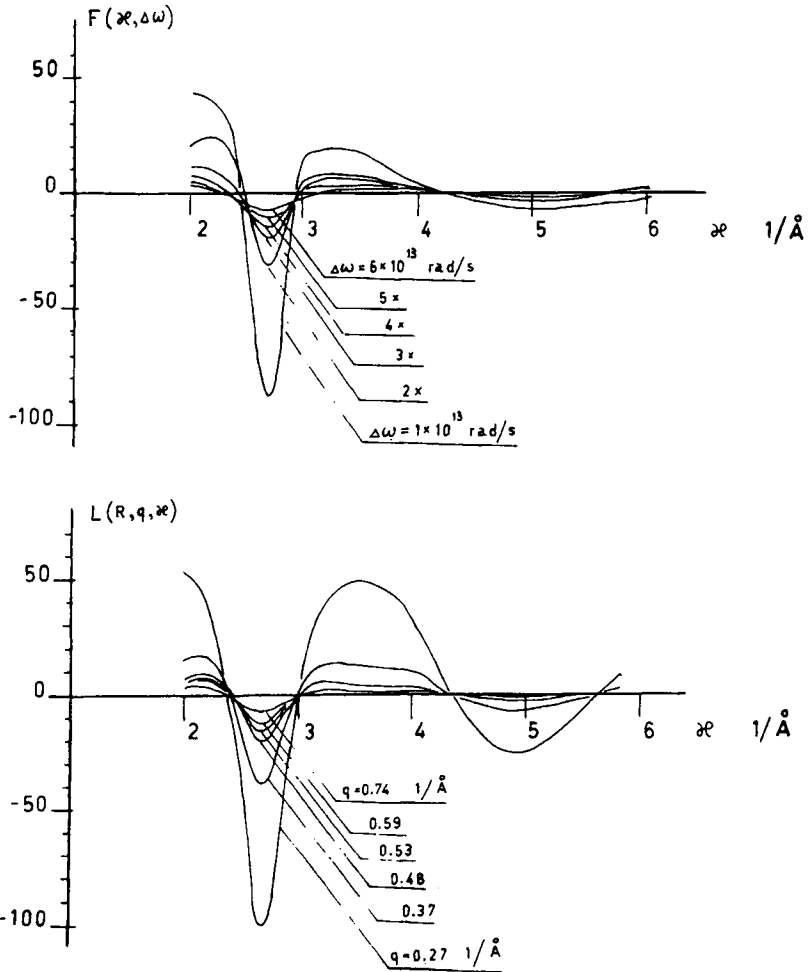 F(ϰ,Δω)
50
0
2 3 4 5 6 ϰ 1/Å
Δω = 6 × 10¹³ rad/s
-50
5 ×
4 ×
3 ×
2 ×
-100
Δω = 1 × 10¹³ rad/s
L(R,q,ϰ)
50
0
2 3 4 5 6 ϰ 1/Å
q=0.74 1/Å
-50
0.59
0.53
0.48
0.37
-100
q=0.27 1/Å